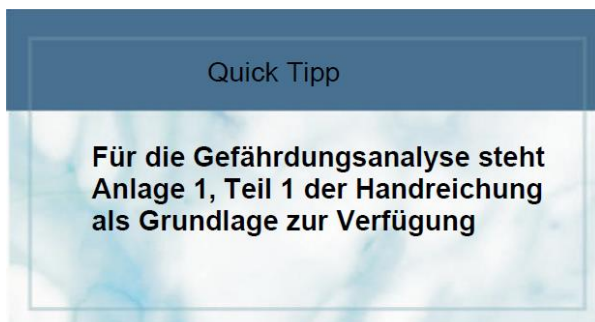 Quick Tipp
Für die Gefährdungsanalyse steht
Anlage 1, Teil 1 der Handreichung
als Grundlage zur Verfügung